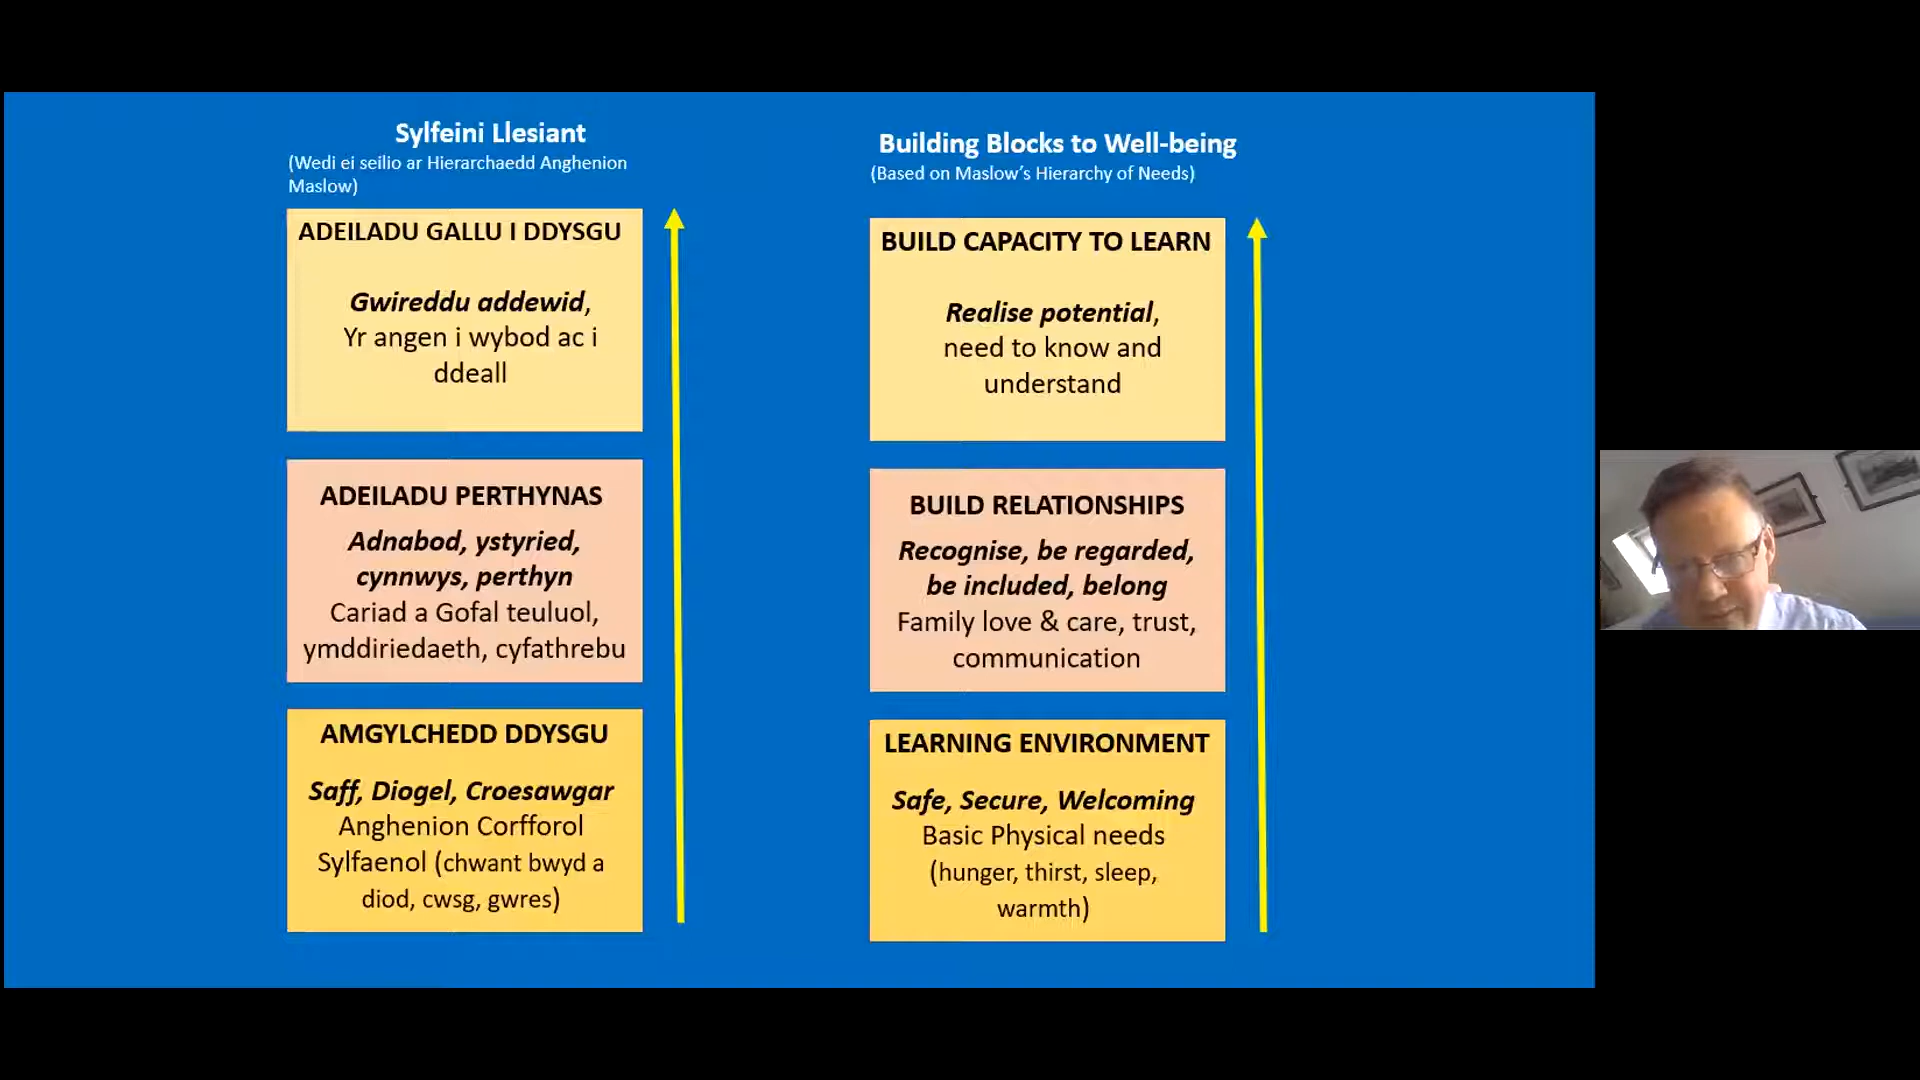 Sylfeini Llesiant
(Wedi ei seilio ar Hierarchaedd Anghenion
Maslow)
ADEILADU GALLU I DDYSGU
Gwireddu addewid,
Yr angen i wybod ac i
ddeall
ADEILADU PERTHYNAS
Adnabod, ystyried,
cynnwys, perthyn
Cariad a Gofal teuluol,
ymddiriedaeth, cyfathrebu
AMGYLCHEDD DDYSGU
Saff, Diogel, Croesawgar
Anghenion Corfforol
Sylfaenol (chwant bwyd a
diod, cwsg, gwres)
Building Blocks to Well-being
(Based on Maslow's Hierarchy of Needs)
BUILD CAPACITY TO LEARN
Realise potential,
need to know and
understand
BUILD RELATIONSHIPS
Recognise, be regarded,
be included, belong
Family love & care, trust,
communication
LEARNING ENVIRONMENT
Safe, Secure, Welcoming
Basic Physical needs
(hunger, thirst, sleep,
warmth)